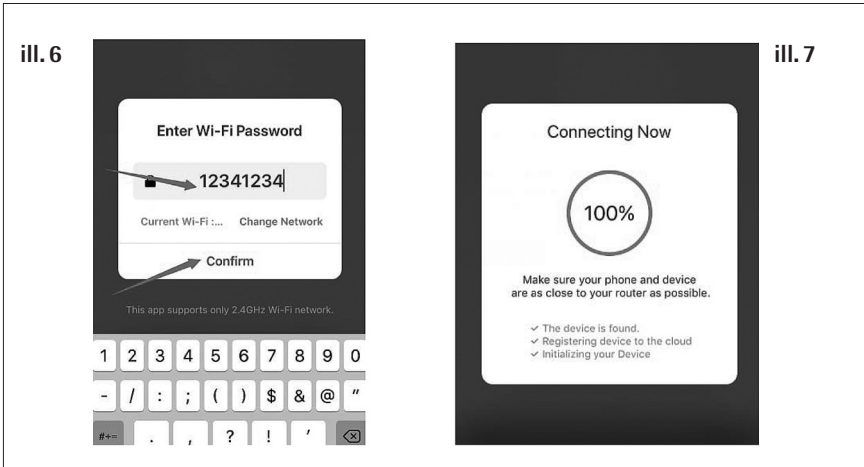 ill. 6
Enter Wi-Fi Password
12341234
Current Wi-Fi :... Change Network
Confirm
This app supports only 2.4GHz Wi-Fi network.
1 2 3 4 5 6 7 8 9 0
- / : ; ( ) $ & @ "
#+= . , ? ! '
ill. 7
Connecting Now
100%
Make sure your phone and device
are as close to your router as possible.
✓ The device is found.
✓ Registering device to the cloud
✓ Initializing your Device